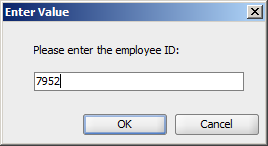 Enter Value
Please enter the employee ID:
7952
OK
Cancel